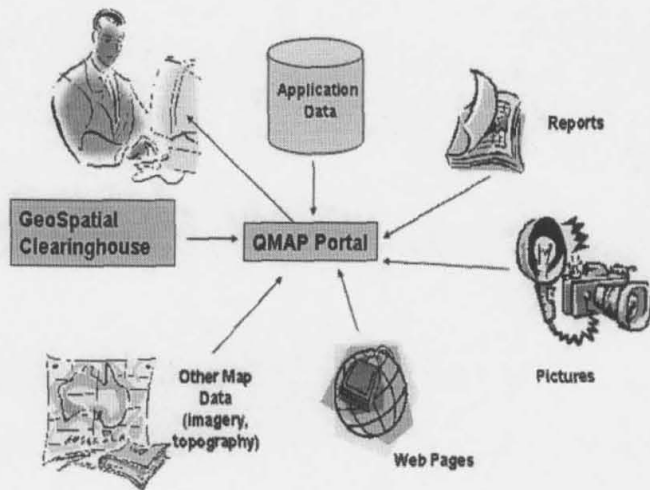 Application
Data
Reports
GeoSpatial
Clearinghouse
QMAP Portal
Other Map
Data
(imagery,
topography)
Web Pages
Pictures